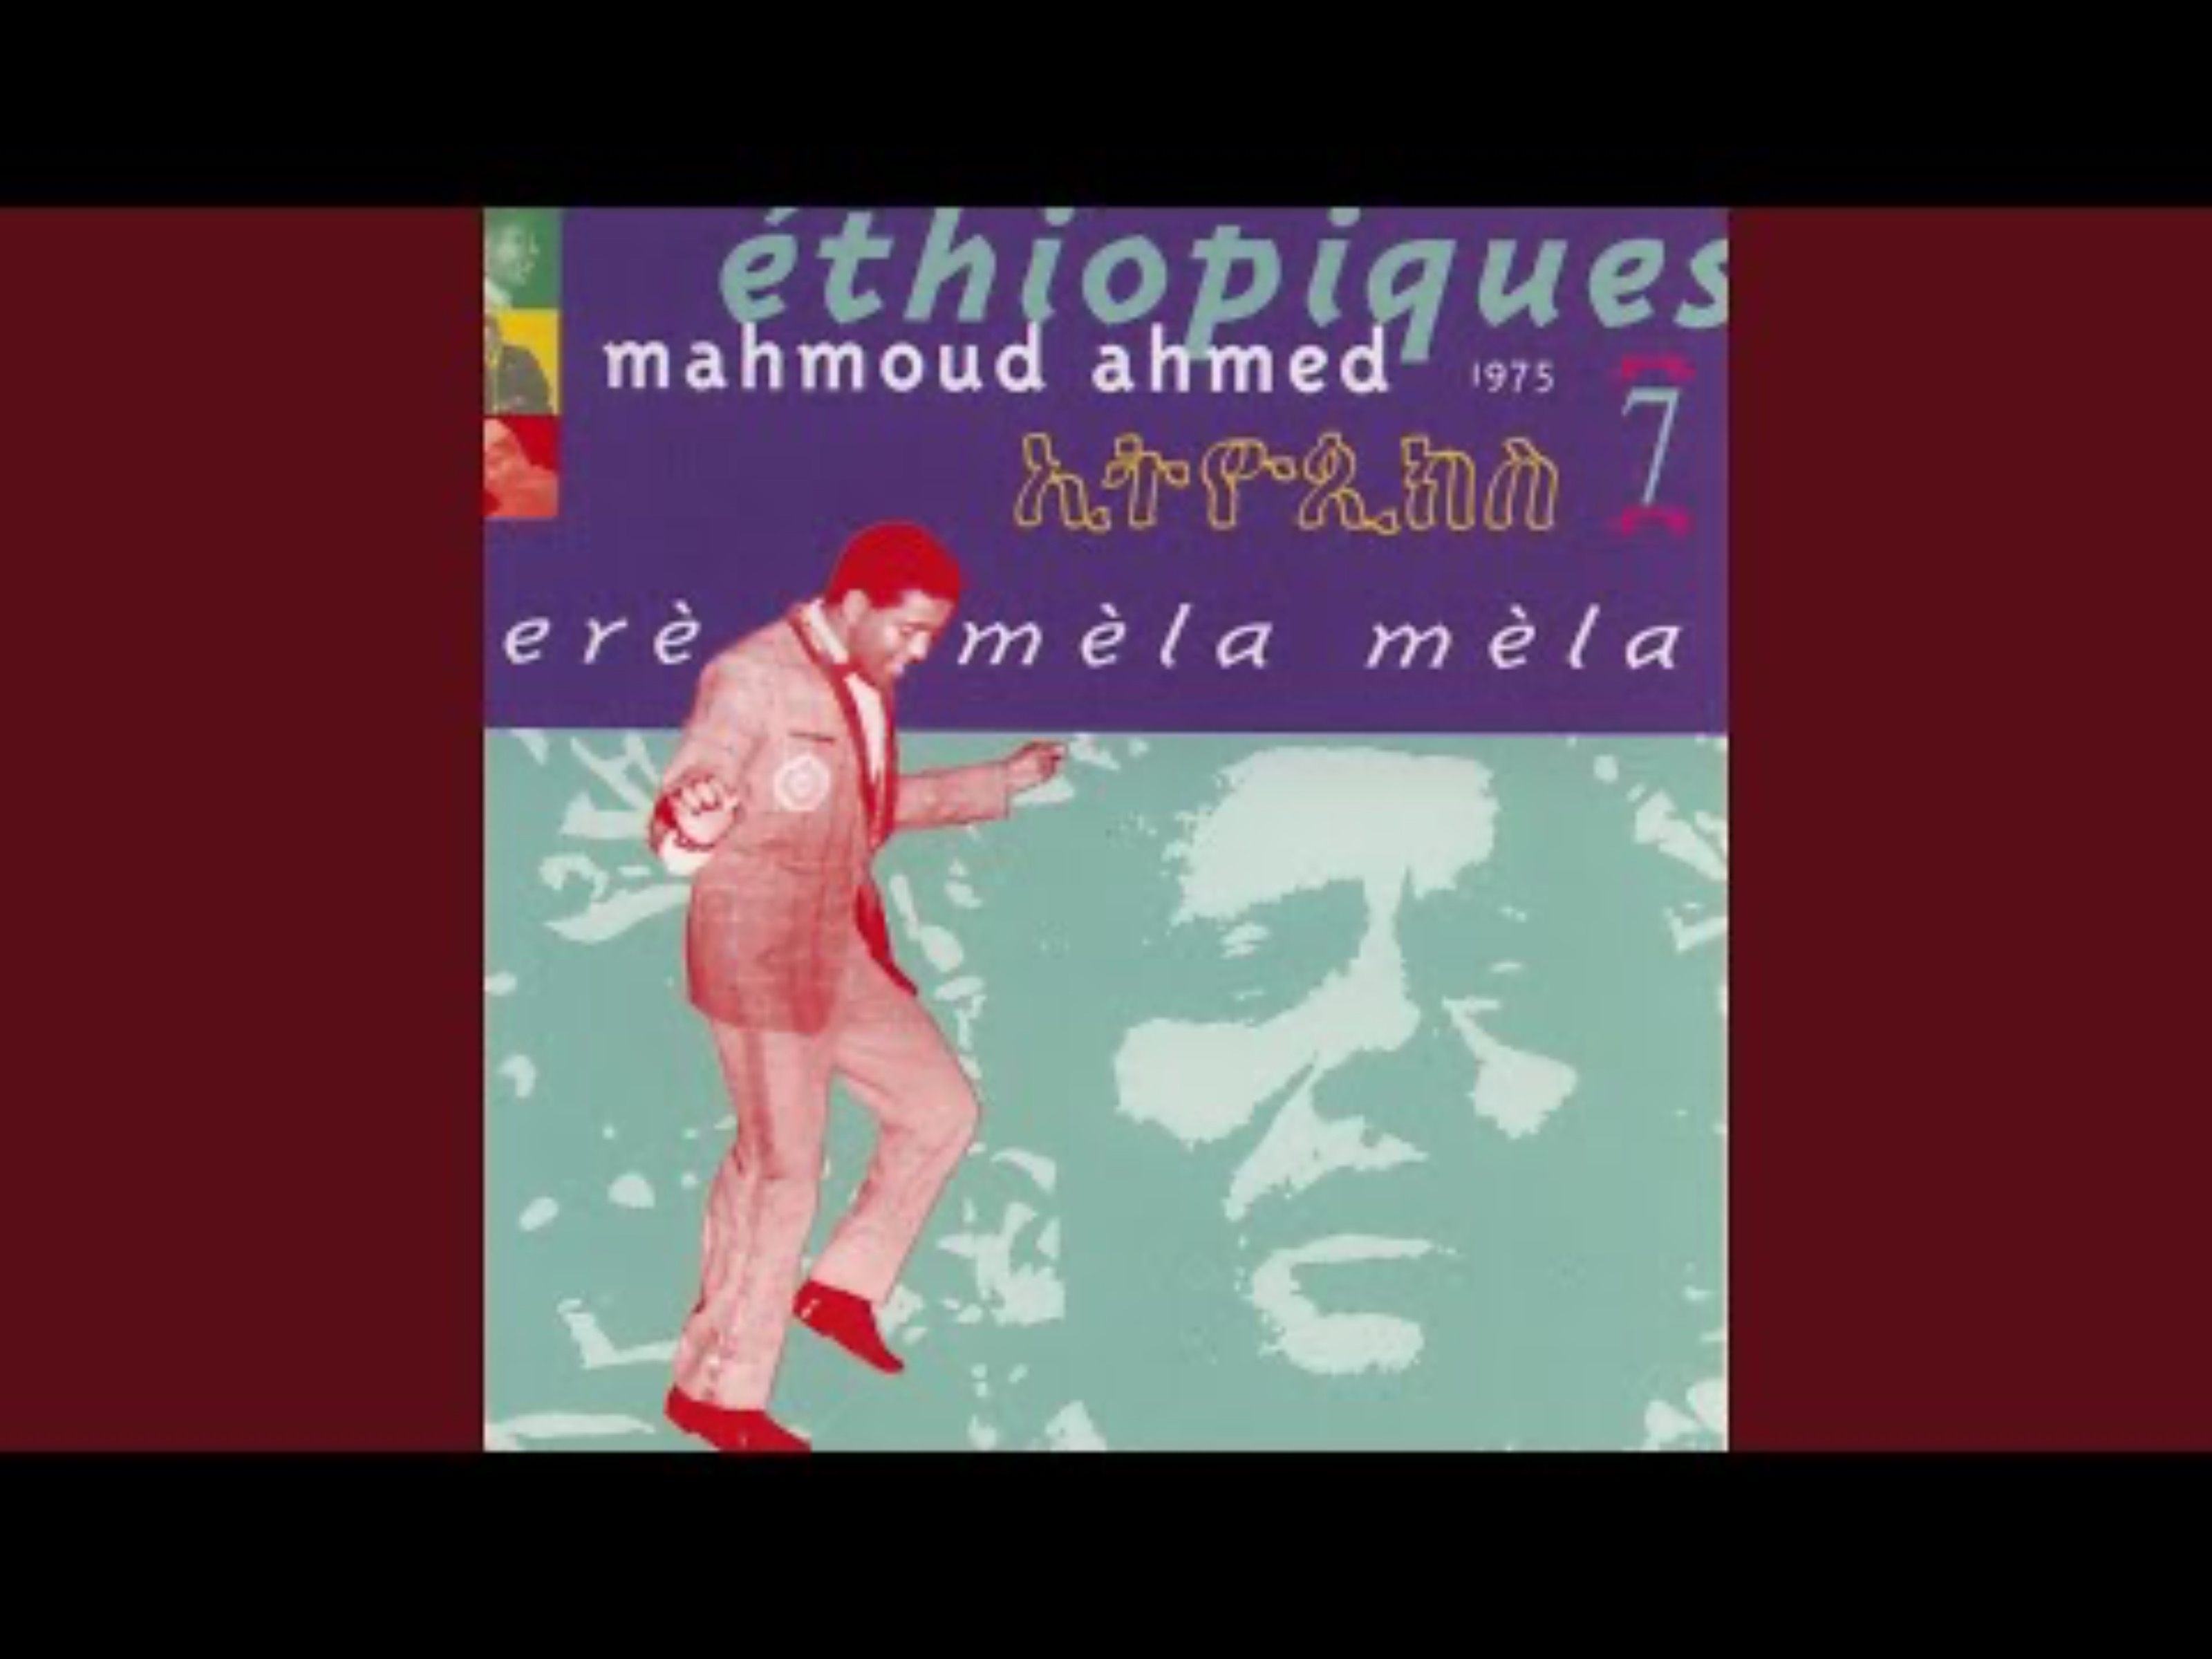 éthiopiques
mahmoud ahmed 1975 7
ኢትዮጲክስ
erè mèla mèla